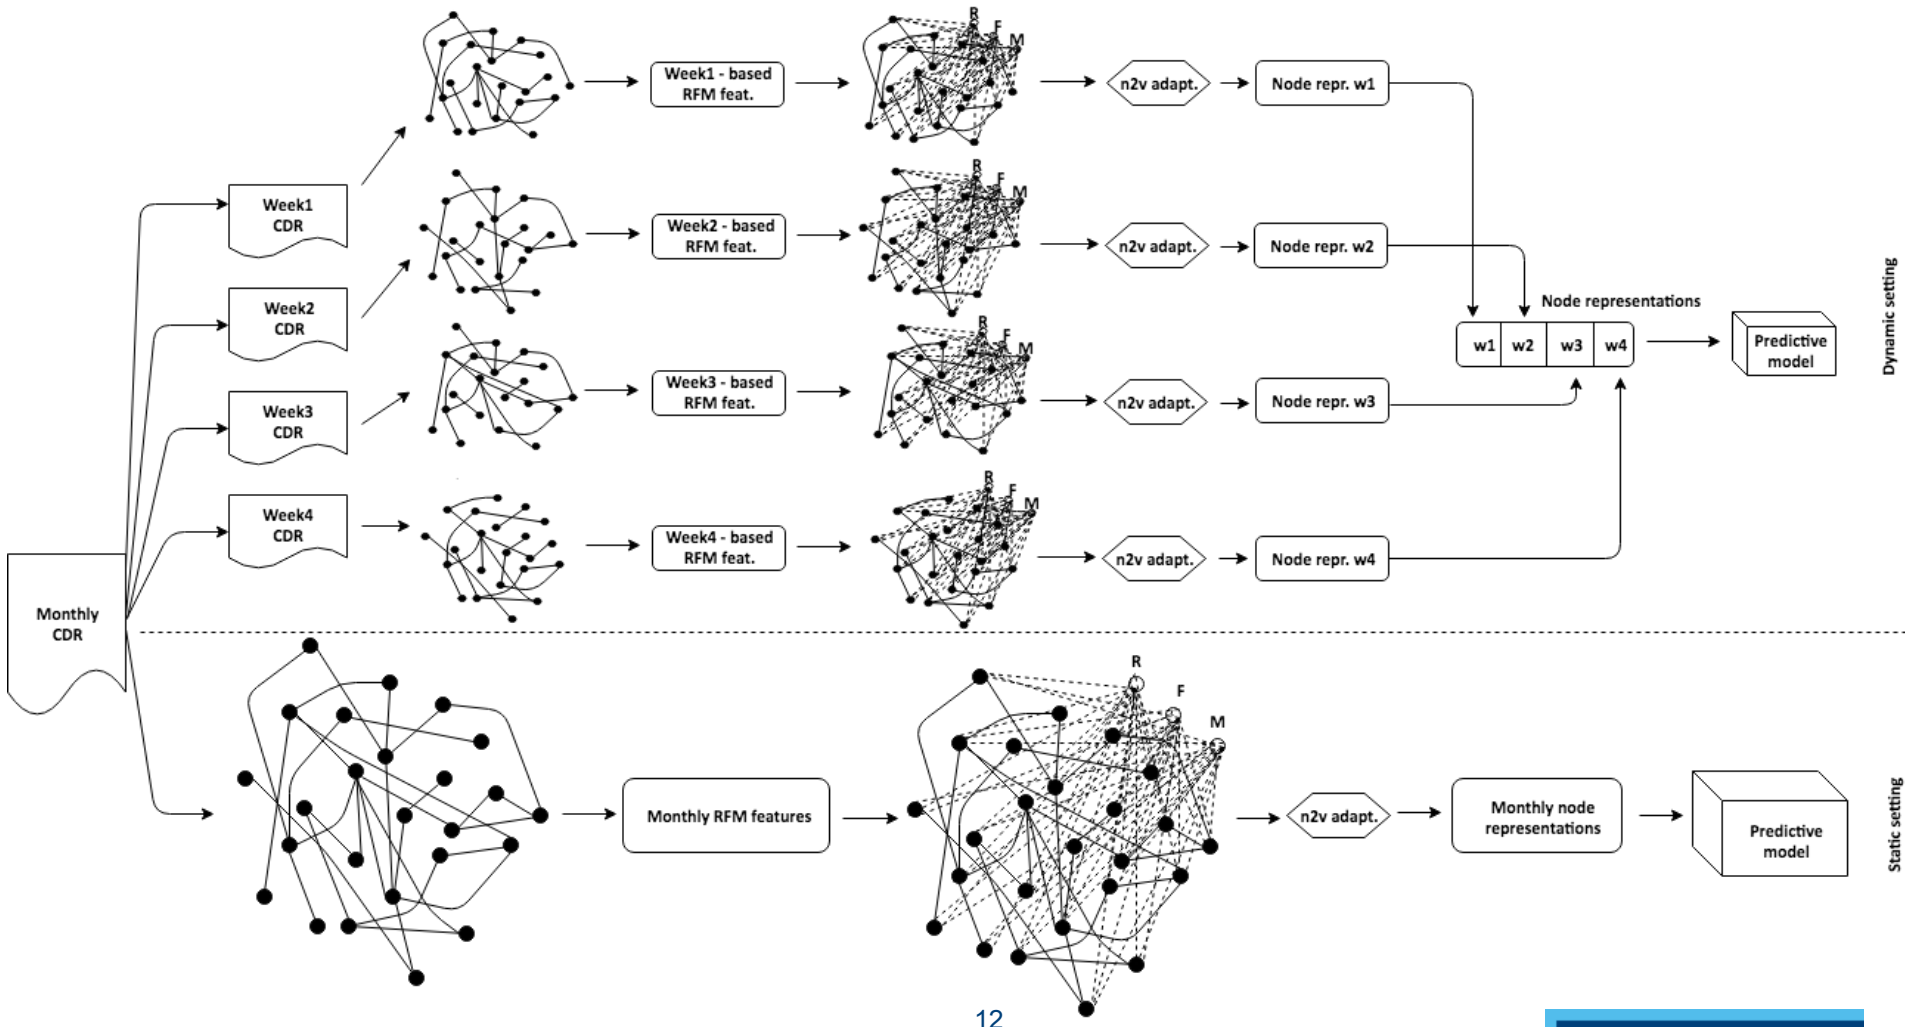 R
F
M
Week1 - based
RFM feat.
n2v adapt.
Node repr. w1
Week1
CDR
R
F
M
Week2 - based
RFM feat.
n2v adapt.
Node repr. w2
Week2
CDR
Node representations
w1 w2 w3 w4
Predictive
model
Dynamic setting
R
F
M
Week3 - based
RFM feat.
n2v adapt.
Node repr. w3
Week3
CDR
R
F
M
Week4 - based
RFM feat.
n2v adapt.
Node repr. w4
Week4
CDR
Monthly
CDR
R
F
M
Monthly RFM features
n2v adapt.
Monthly node
representations
Predictive
model
Static setting
12